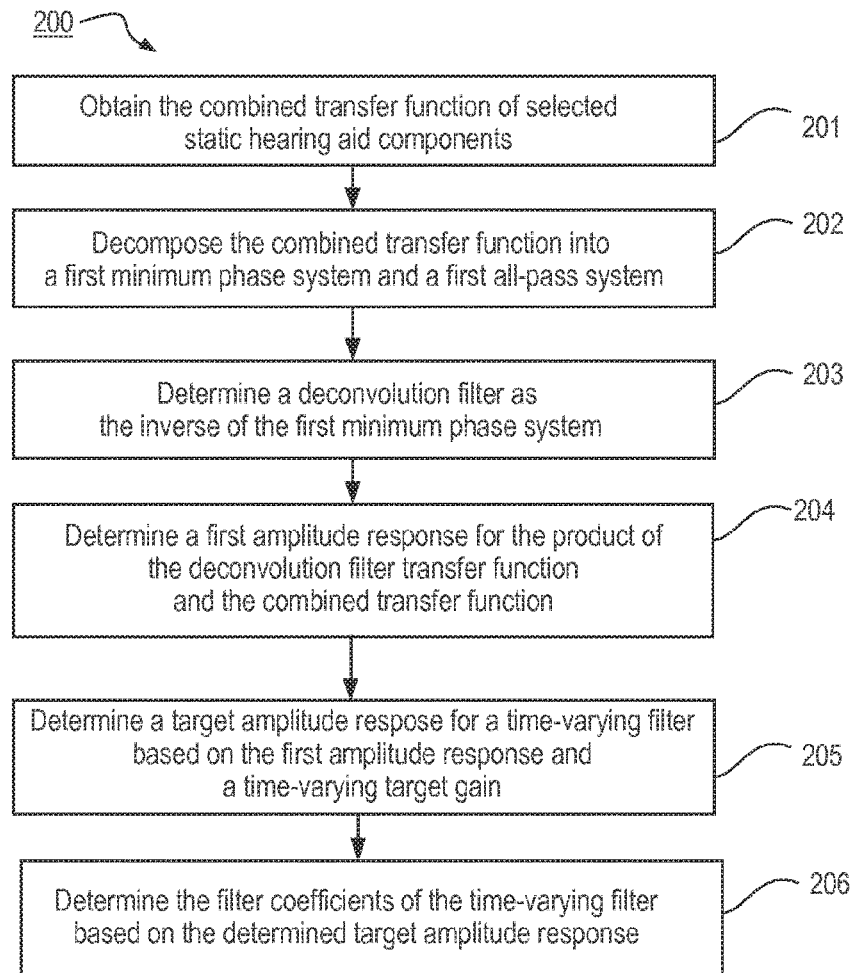 200
Obtain the combined transfer function of selected
static hearing aid components
201
Decompose the combined transfer function into
a first minimum phase system and a first all-pass system
202
Determine a deconvolution filter as
the inverse of the first minimum phase system
203
Determine a first amplitude response for the product of
the deconvolution filter transfer function
and the combined transfer function
204
Determine a target amplitude respose for a time-varying filter
based on the first amplitude response and
a time-varying target gain
205
Determine the filter coefficients of the time-varying filter
based on the determined target amplitude response
206